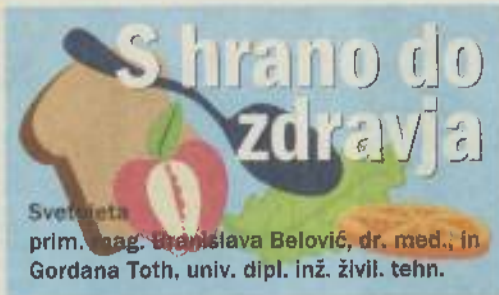 S hrano do
zdravja
Svetujeta
prim. mag. Branislava Belović, dr. med., in
Gordana Toth, univ. dipl. inž. živil. tehn.